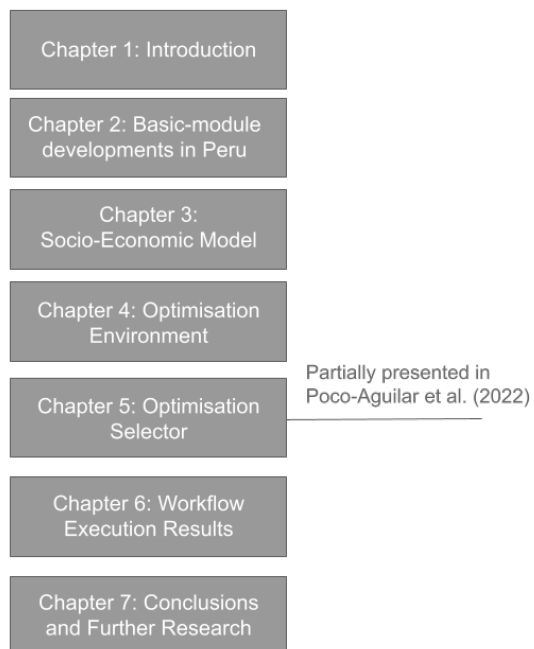 Chapter 1: Introduction
Chapter 2: Basic-module
developments in Peru
Chapter 3:
Socio-Economic Model
Chapter 4: Optimisation
Environment
Partially presented in
Poco-Aguilar et al. (2022)
Chapter 5: Optimisation
Selector
Chapter 6: Workflow
Execution Results
Chapter 7: Conclusions
and Further Research